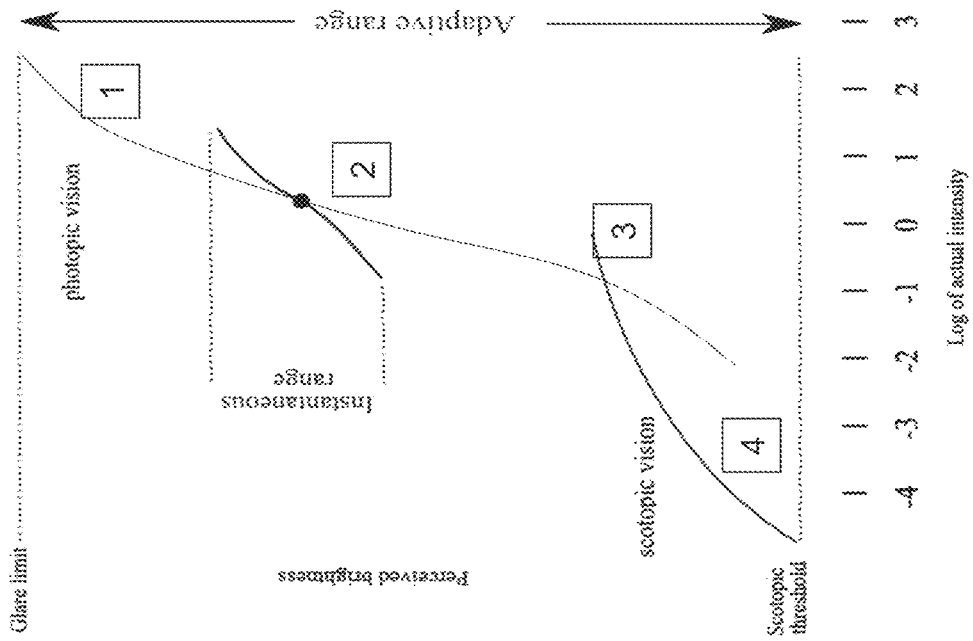 Glare limit
Adaptive range
1
photopic vision
2
Instantaneous
range
3
scotopic vision
4
Perceived brightness
Scotopic
threshold
-4 -3 -2 -1 0 1 2 3
Log of actual intensity